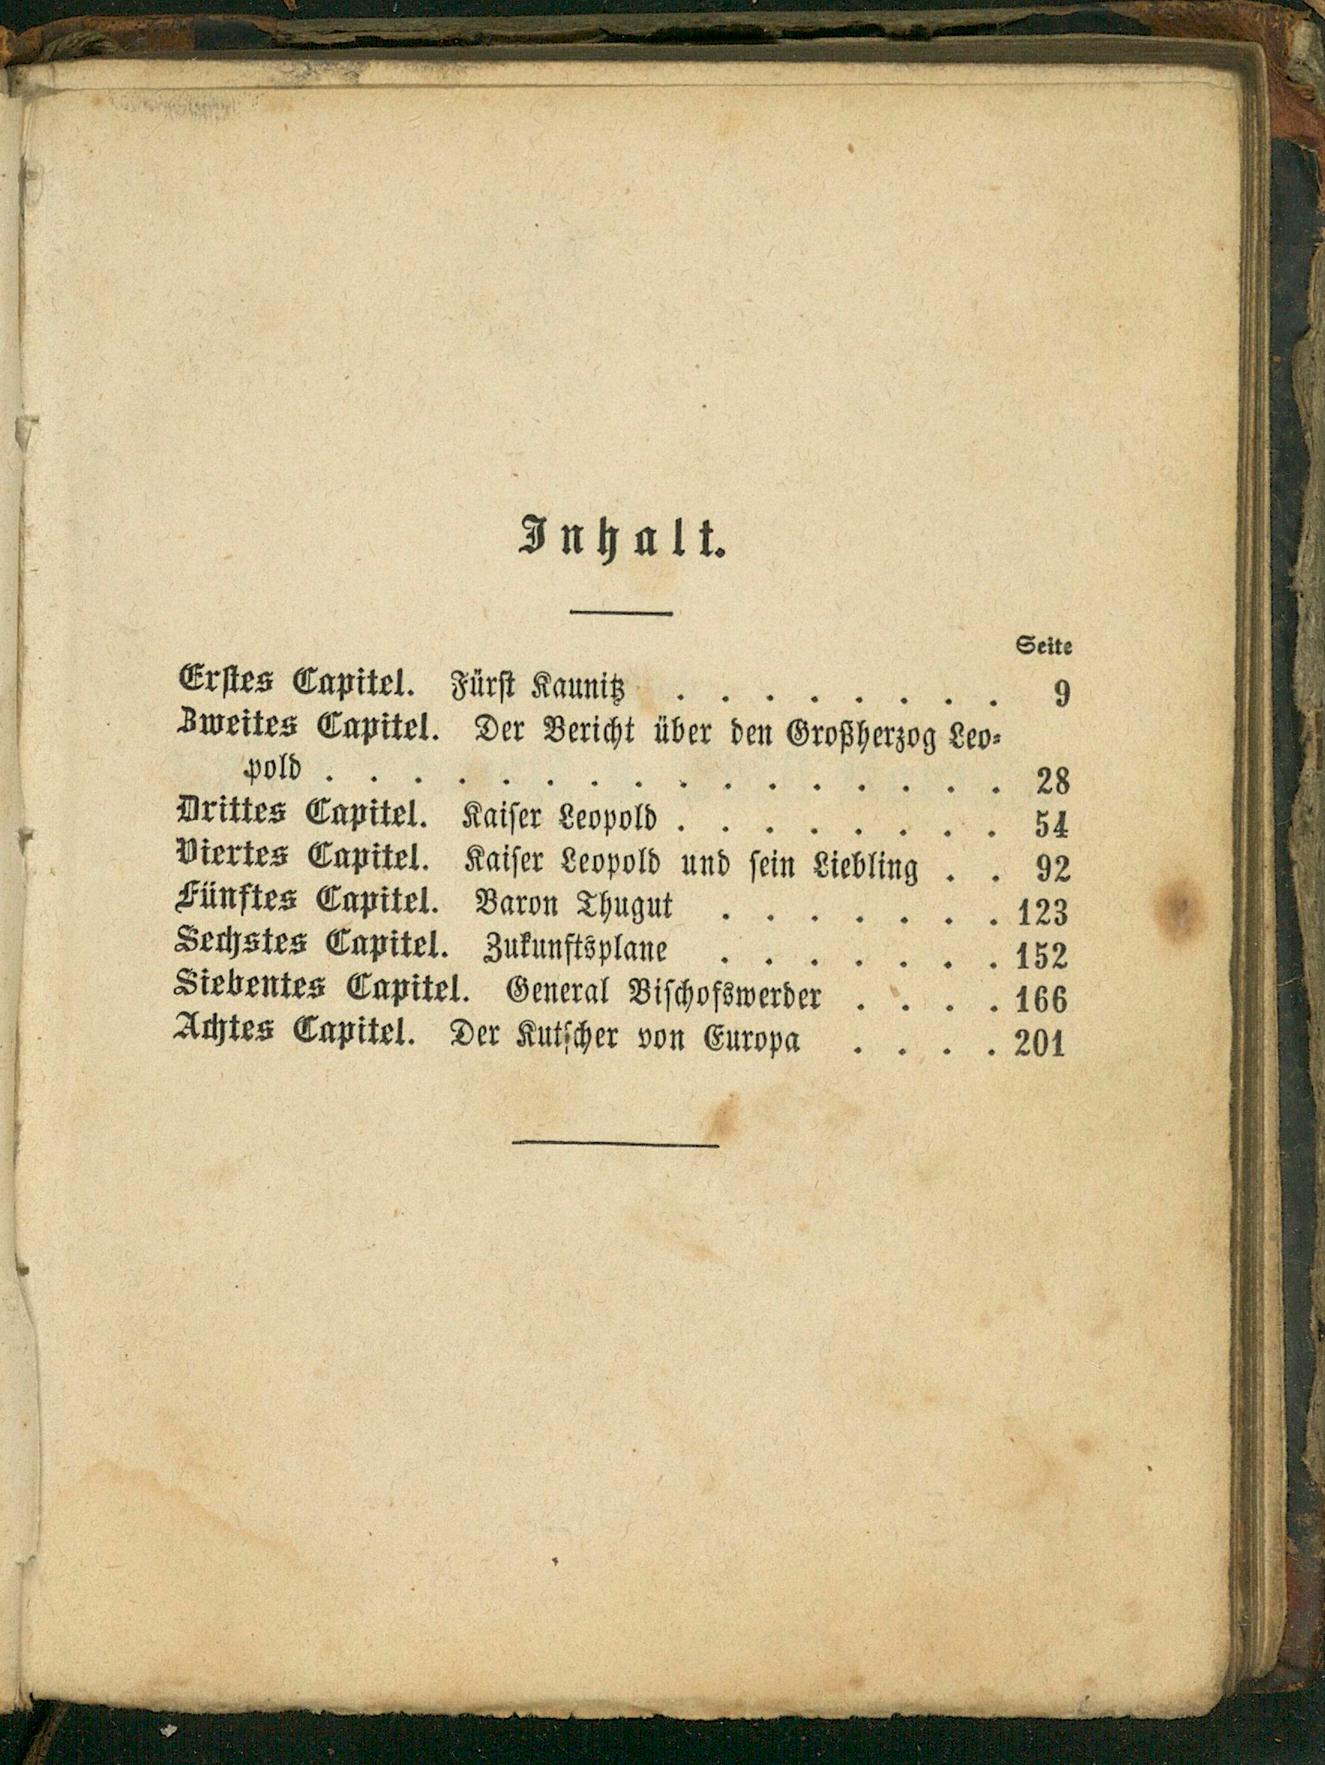 Inhalt.
Seite
Erstes Capitel. Fürst Kaunitz . . . . . . . . 9
Zweites Capitel. Der Bericht über den Großherzog Leo-
pold . . . . . . . . . . . . . . . . 28
Drittes Capitel. Kaiser Leopold . . . . . . . . 54
Viertes Capitel. Kaiser Leopold und sein Liebling . . 92
Fünftes Capitel. Baron Thugut . . . . . . . 123
Sechstes Capitel. Zukunftsplane . . . . . . . 152
Siebentes Capitel. General Bischofswerder . . . . 166
Achtes Capitel. Der Kutscher von Europa . . . . 201